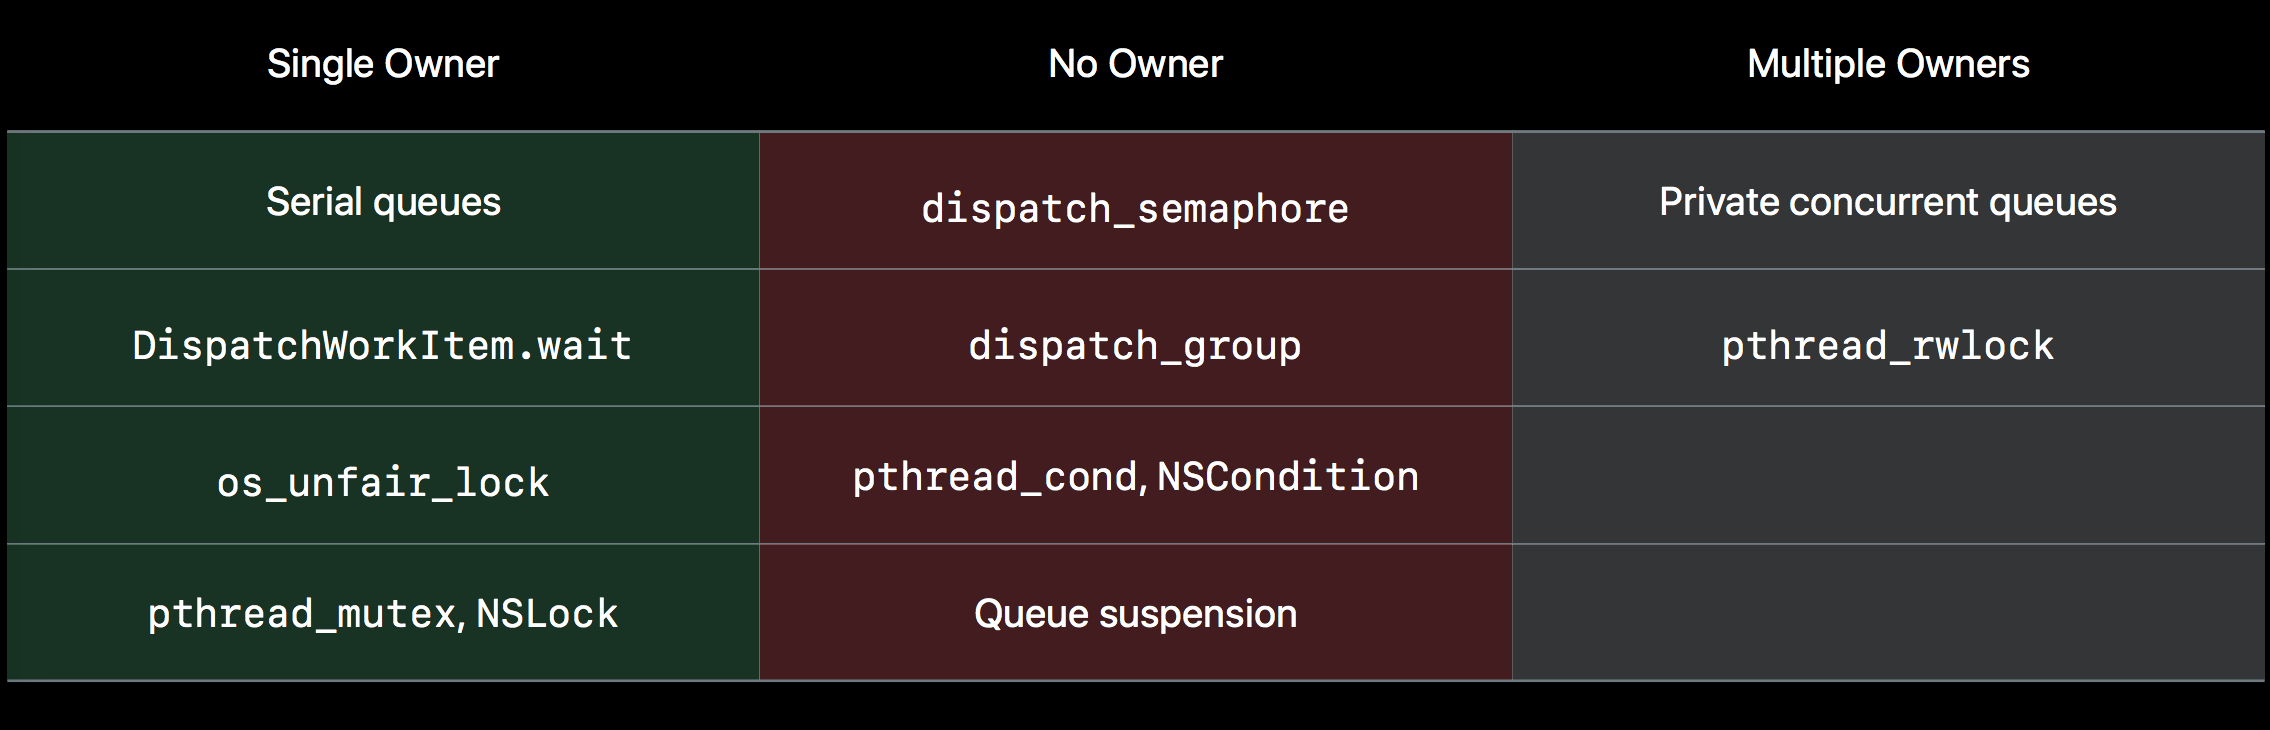 Single Owner
No Owner
Multiple Owners
Serial queues
dispatch_semaphore
Private concurrent queues
DispatchWorkItem.wait
dispatch_group
pthread_rwlock
os_unfair_lock
pthread_cond, NSCondition
pthread_mutex, NSLock
Queue suspension